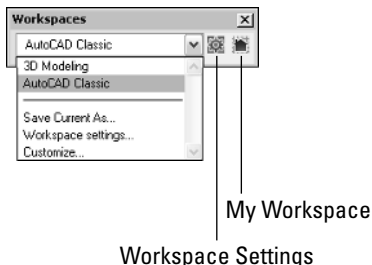 Workspaces
AutoCAD Classic
3D Modeling
AutoCAD Classic
Save Current As...
Workspace settings...
Customize...
My Workspace
Workspace Settings